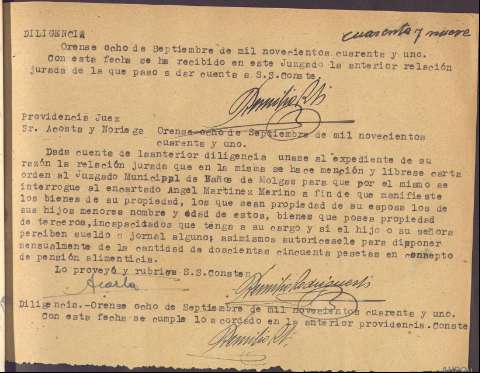 cuarenta y nueve
DILIGENCIA
Orense ocho de Septiembre de mil novecientos cuarenta y uno.
Con esta fecha se ha recibido en este Juzgado la anterior relación
jurada de la que paso a dar cuenta a S.S.Conste.
Providencia Juez
Sr. Acosta y Noriega Orense ocho de Septiembre de mil novecientos
cuarenta y uno.
Dada cuenta de laanterior diligencia unase al expediente de su
razón la relación jurada que en la misma se hace mención y librese carta
orden al Juzgado Municipal de Baños de Molgas para que por el mismo se
interrogue al encartado Angel Martinez Merino a fin de que manifieste
los bienes de su propiedad, los que sean propiedad de su esposa los de
sus hijos menores nombre y edad de estos, bienes que posea propiedad
de terceros, incapacitados que tenga a su cargo y si el hijo o su señora
perciben sueldo o jornal alguno; asimismo autoricesele para disponer
mensualmente de la cantidad de doscientas cincuenta pesetas en concepto
de pensión alimenticia.
Lo proveyó y rubrica S.S.Conste
Acosta
Diligencia.-Orense ocho de Septiembre de mil novecientos cuarenta y uno.
Con esta fecha se cumple lo acordado en la anterior providencia.Conste